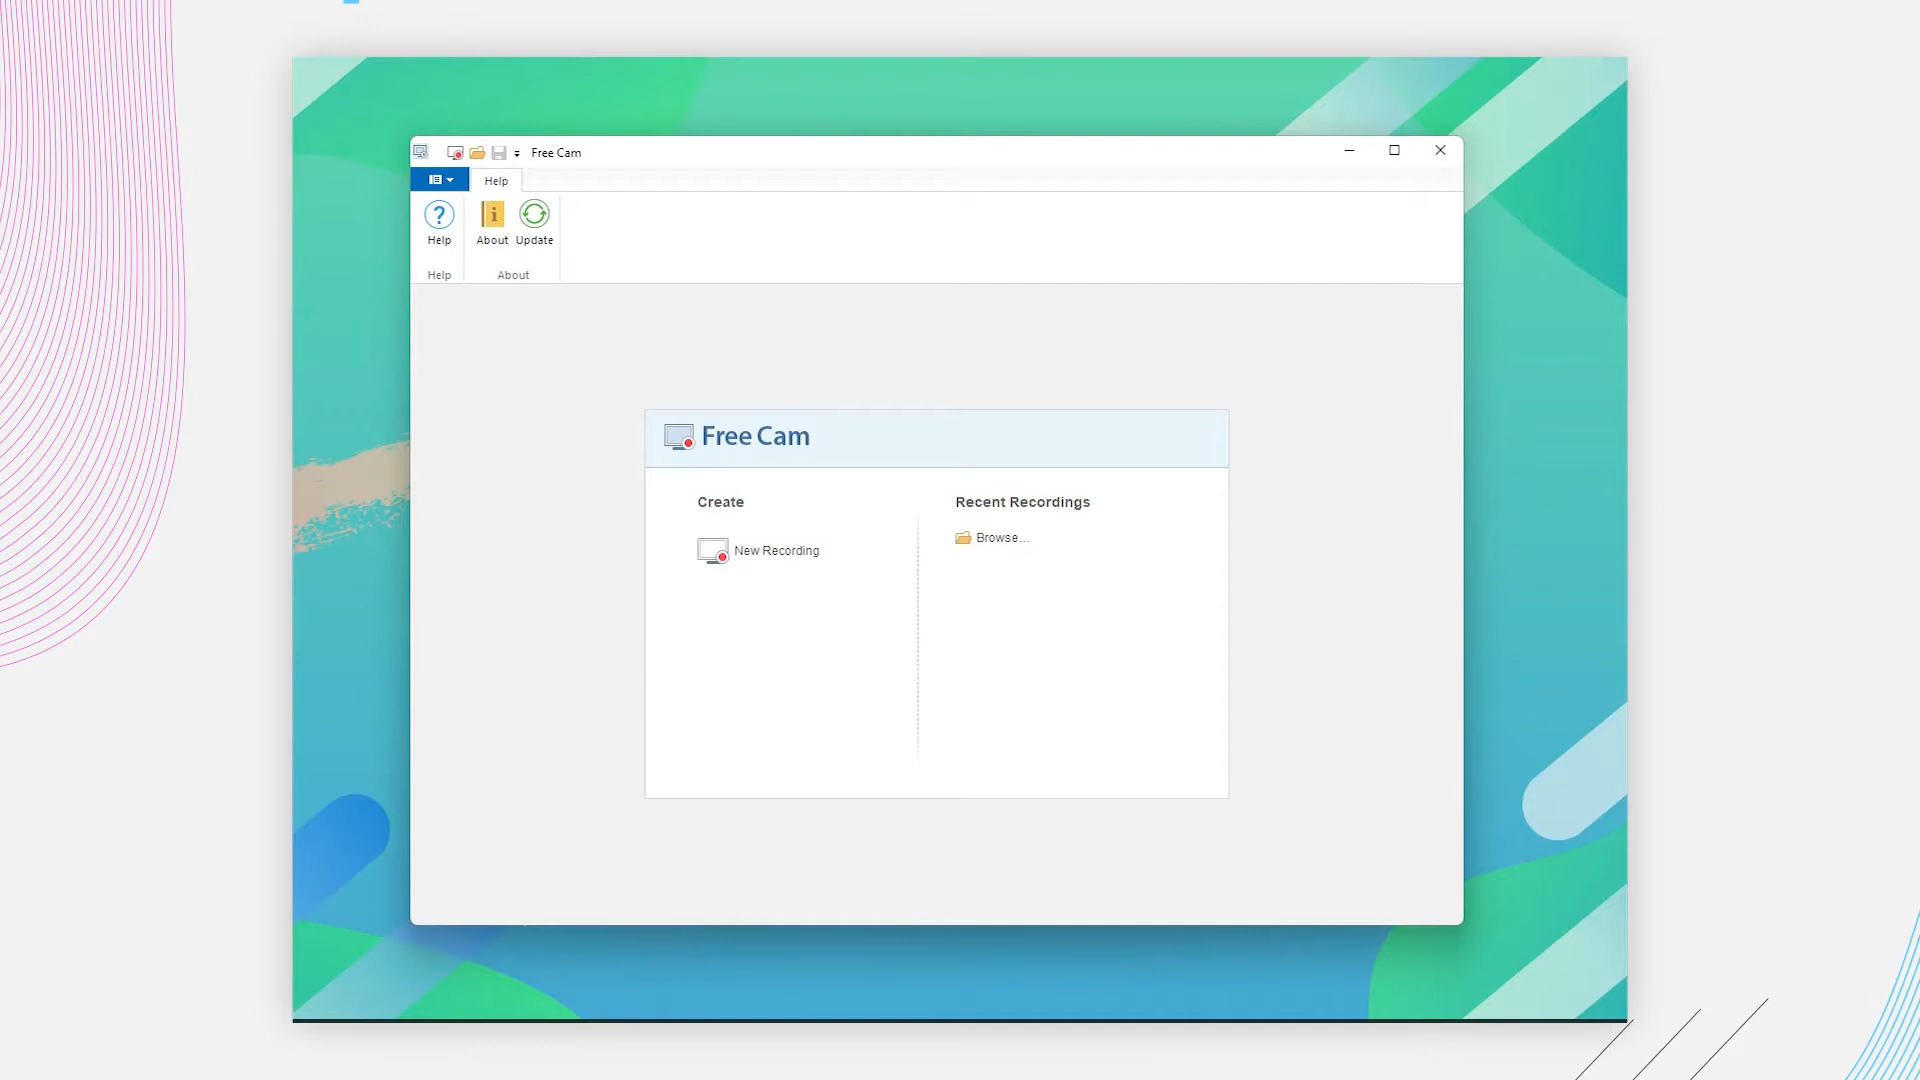 Free Cam
Help
Help
About
Update
Help
About
Free Cam
Create
Recent Recordings
New Recording
Browse...